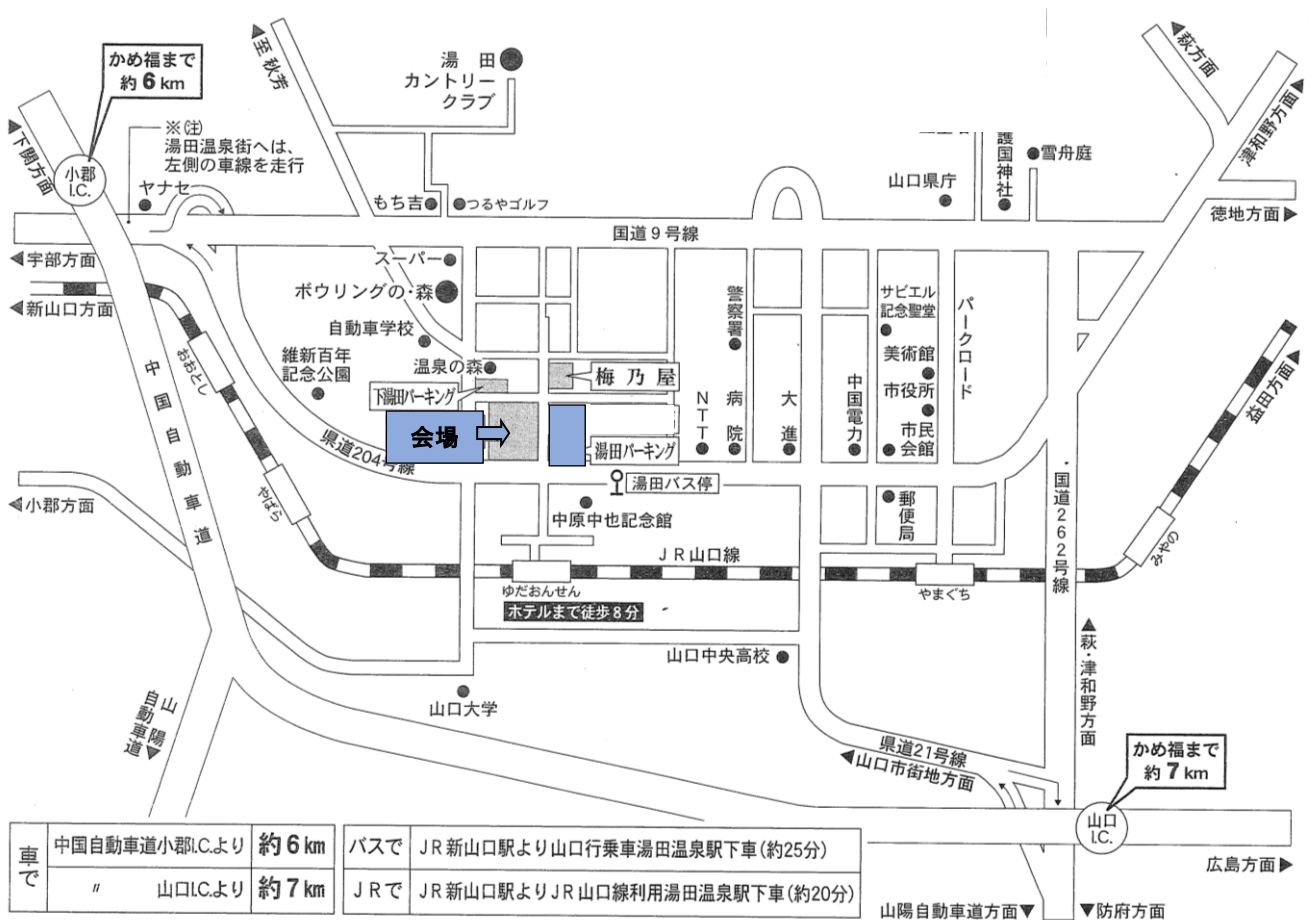 かめ福まで
約6km
至秋芳
湯田
カントリー
クラブ
萩方面
津和野方面
下関方面
※(注)
湯田温泉街へは、
左側の車線を走行
小郡
I.C.
ヤナセ
もち吉
つるやゴルフ
山口県庁
護国神社
雪舟庭
徳地方面
国道9号線
宇部方面
新山口方面
スーパー
ボウリングの・森
自動車学校
維新百年
記念公園
温泉の森
下湯田パーキング
梅乃屋
警察署
サビエル
記念聖堂
パークロード
美術館
市役所
市民
会館
おおとし
中国自動車道
会場
湯田パーキング
NTT
病院
大進
中国電力
益田方面
県道204号線
湯田バス停
中原中也記念館
郵便局
国道262号線
小郡方面
さばら
JR山口線
ゆだおんせん
ホテルまで徒歩8分
やまぐち
みやの
山口中央高校
山口大学
山陽
自動車道
萩・津和野方面
県道21号線
山口市街地方面
かめ福まで
約7km
山口
I.C.
広島方面
車で
中国自動車道小郡I.C.より 約6km
〃 山口I.C.より 約7km
バスで JR新山口駅より山口行乗車湯田温泉駅下車(約25分)
JRで JR新山口駅よりJR山口線利用湯田温泉駅下車(約20分)
山陽自動車道方面
防府方面